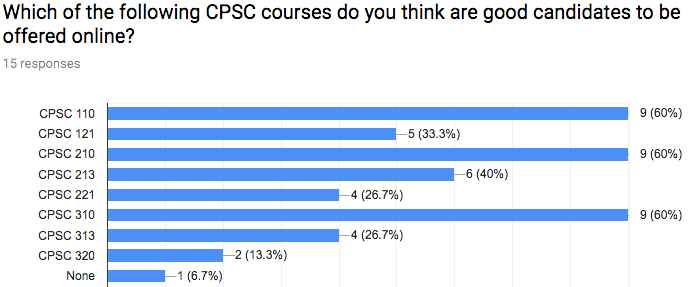 Which of the following CPSC courses do you think are good candidates to be
offered online?
15 responses
CPSC 110 9 (60%)
CPSC 121 5 (33.3%)
CPSC 210 9 (60%)
CPSC 213 6 (40%)
CPSC 221 4 (26.7%)
CPSC 310 9 (60%)
CPSC 313 4 (26.7%)
CPSC 320 2 (13.3%)
None 1 (6.7%)